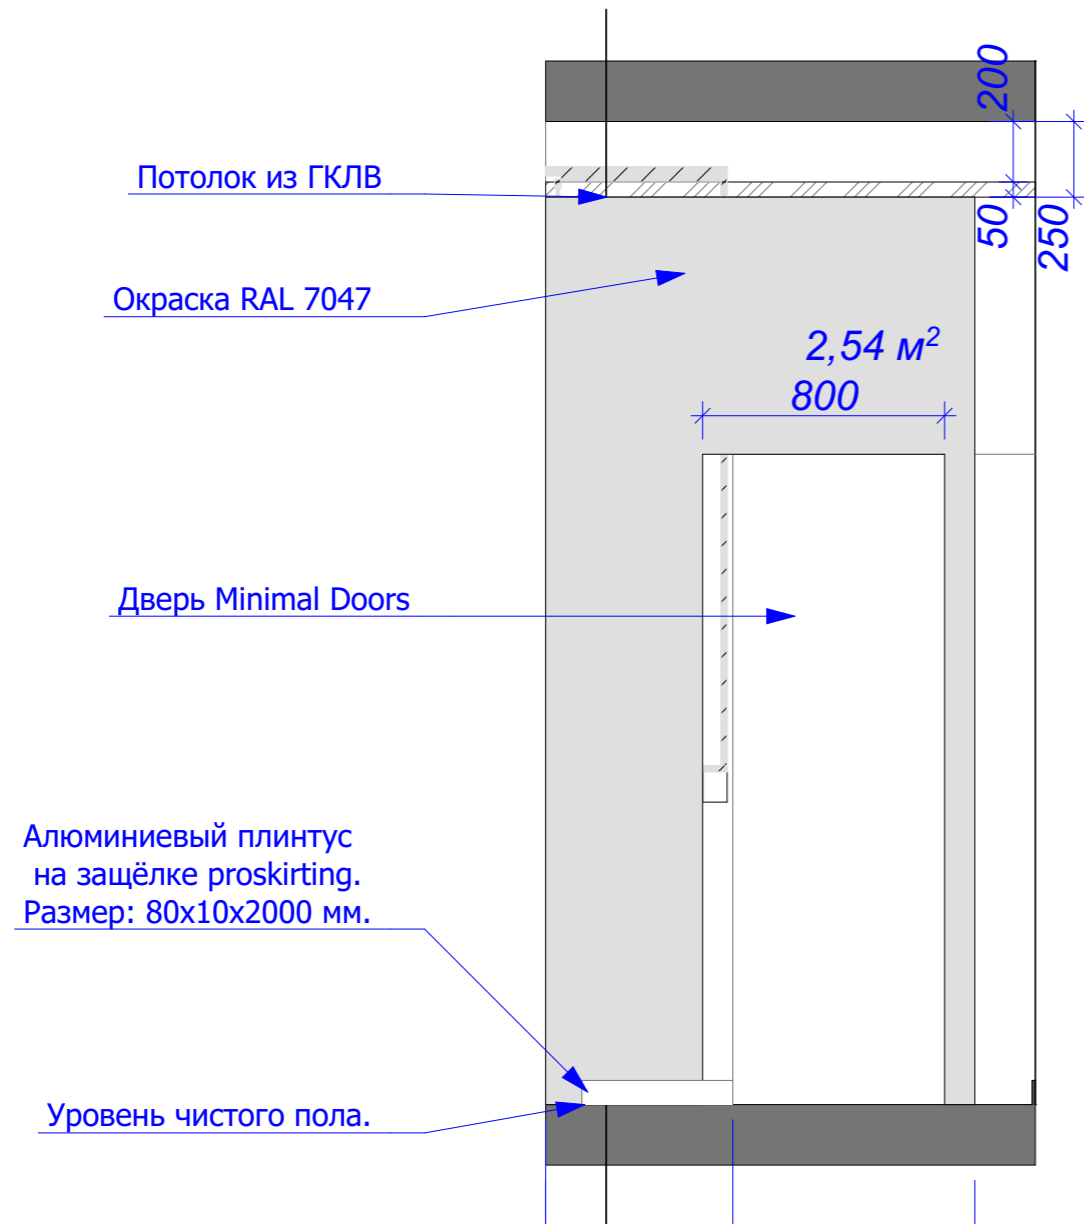 200
Потолок из ГКЛВ
50
250
Окраска RAL 7047
2,54 м²
800
Дверь Minimal Doors
Алюминиевый плинтус
на защёлке proskirting.
Размер: 80x10x2000 мм.
Уровень чистого пола.